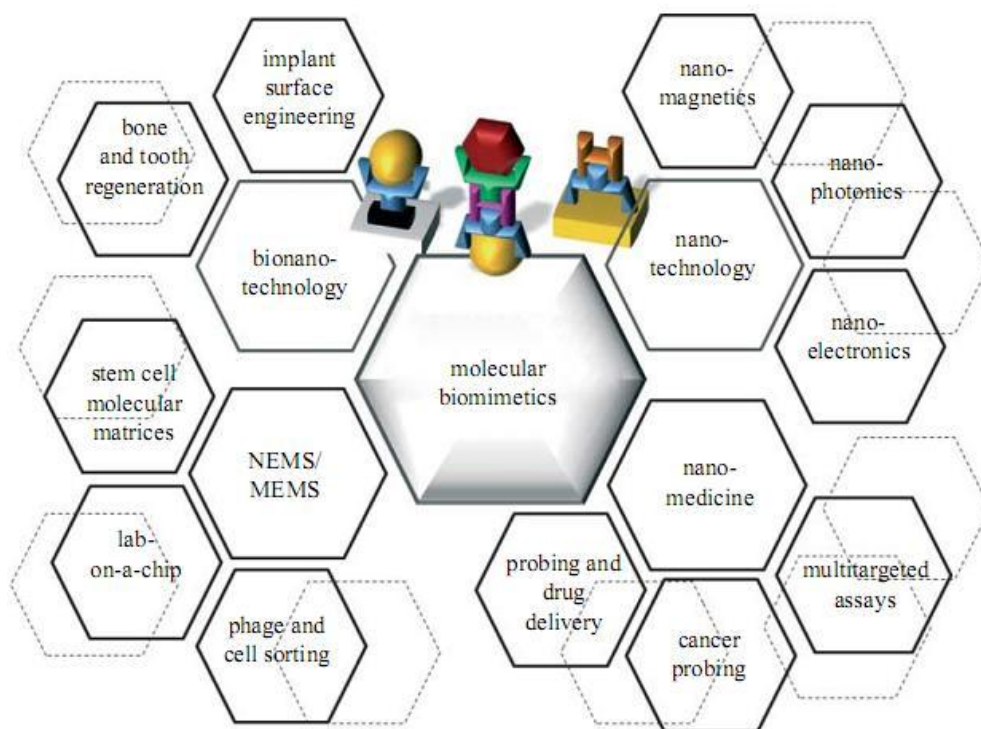 implant
surface
engineering
bone
and tooth
regeneration
bionano-
technology
stem cell
molecular
matrices
NEMS/
MEMS
lab-
on-a-chip
phage and
cell sorting
molecular
biomimetics
nano-
magnetics
nano-
photonics
nano-
technology
nano-
electronics
nano-
medicine
probing and
drug
delivery
cancer
probing
multitargeted
assays